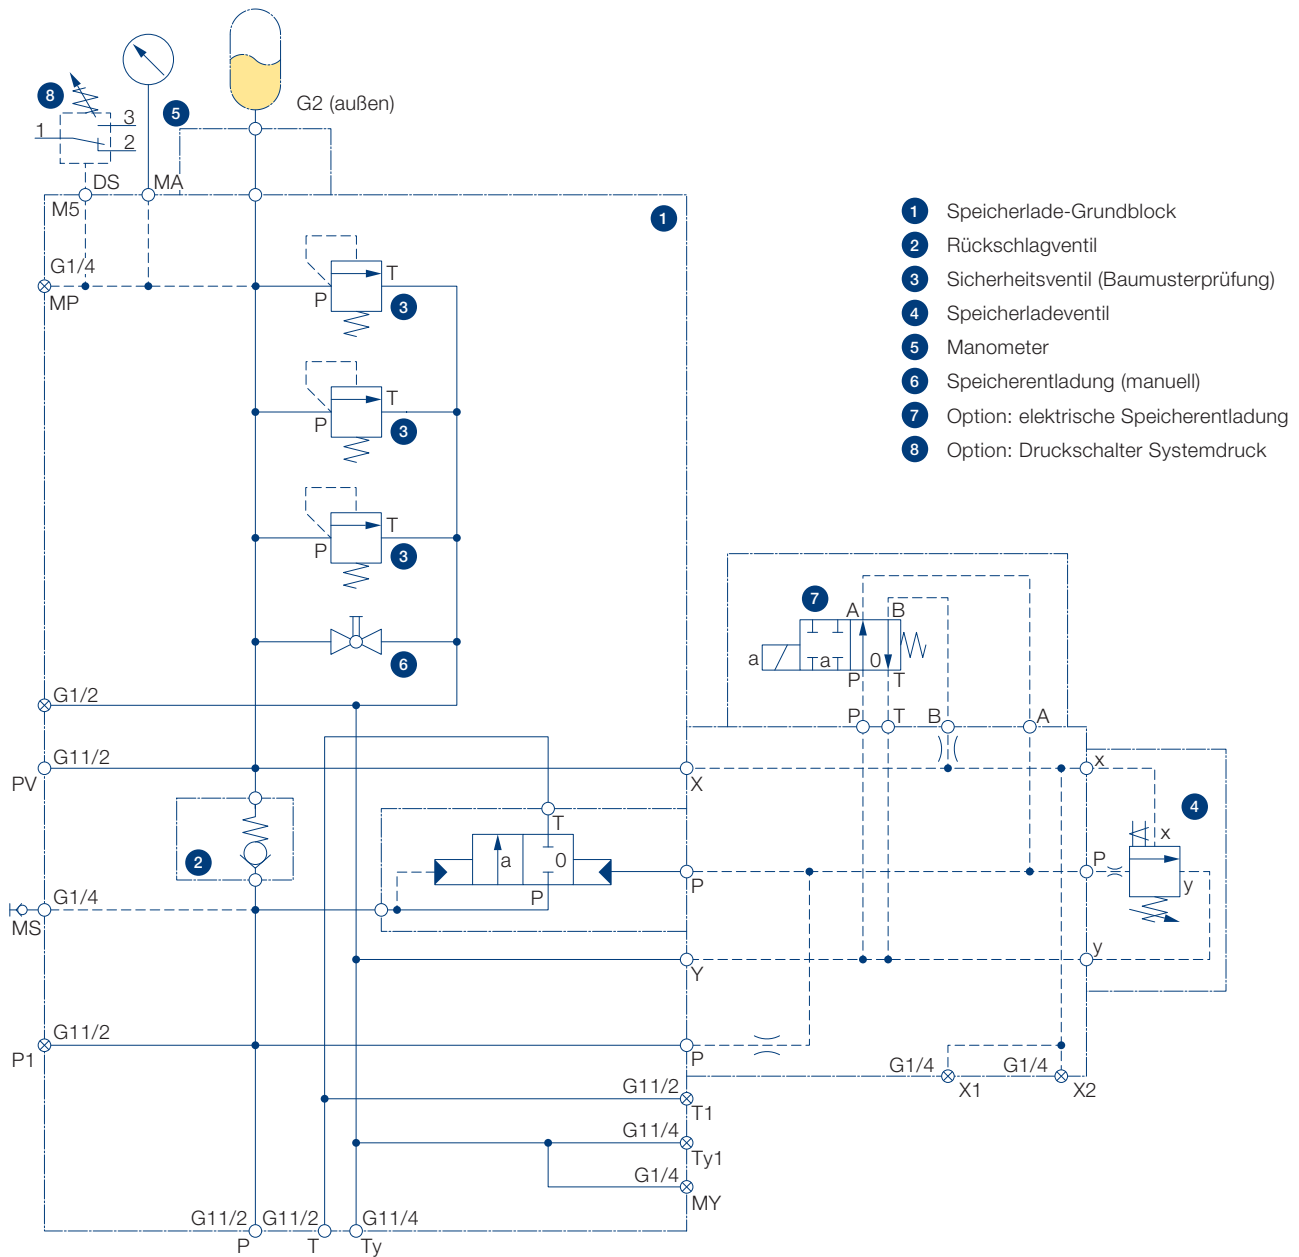 G2 (außen)
8
5
3
1
2
DS
MA
M5
1
G1/4
MP
T
P
3
T
P
3
T
P
3
6
G1/2
G11/2
PV
X
2
T
a
0
P
P
G1/4
MS
Y
G11/2
P1
P
G11/2
T1
G11/4
Ty1
G1/4
MY
G11/2
G11/2
G11/4
P
T
Ty
1 Speicherlade-Grundblock
2 Rückschlagventil
3 Sicherheitsventil (Baumusterprüfung)
4 Speicherladeventil
5 Manometer
6 Speicherentladung (manuell)
7 Option: elektrische Speicherentladung
8 Option: Druckschalter Systemdruck
7
A
B
a
a
0
P
T
P
T
B
A
x
4
x
P
y
y
G1/4
G1/4
X1
X2